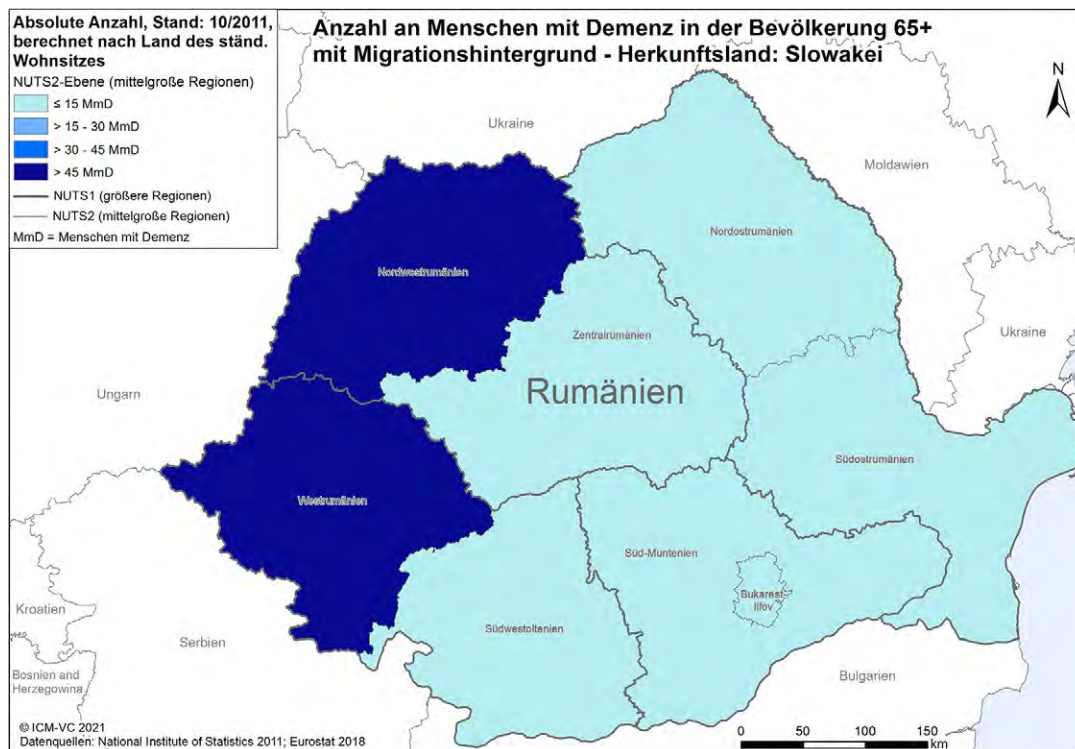 Absolute Anzahl, Stand: 10/2011,
berechnet nach Land des ständ.
Wohnsitzes
NUTS2-Ebene (mittelgroße Regionen)
≤ 15 MmD
> 15 - 30 MmD
> 30 - 45 MmD
> 45 MmD
NUTS1 (größere Regionen)
NUTS2 (mittelgroße Regionen)
MmD = Menschen mit Demenz
Anzahl an Menschen mit Demenz in der Bevölkerung 65+
mit Migrationshintergrund - Herkunftsland: Slowakei
N
Ukraine
Moldawien
Nordostrumänien
Nordwestrumänien
Zentralrumänien
Ukraine
Ungarn
Rumänien
Südostrumänien
Westrumänien
Süd-Muntenien
Bukarest-
Ilfov
Kroatien
Serbien
Südwestoltenien
Bosnien and
Herzegowina
Bulgarien
© ICM-VC 2021
Datenquellen: National Institute of Statistics 2011; Eurostat 2018
0 50 100 150
km